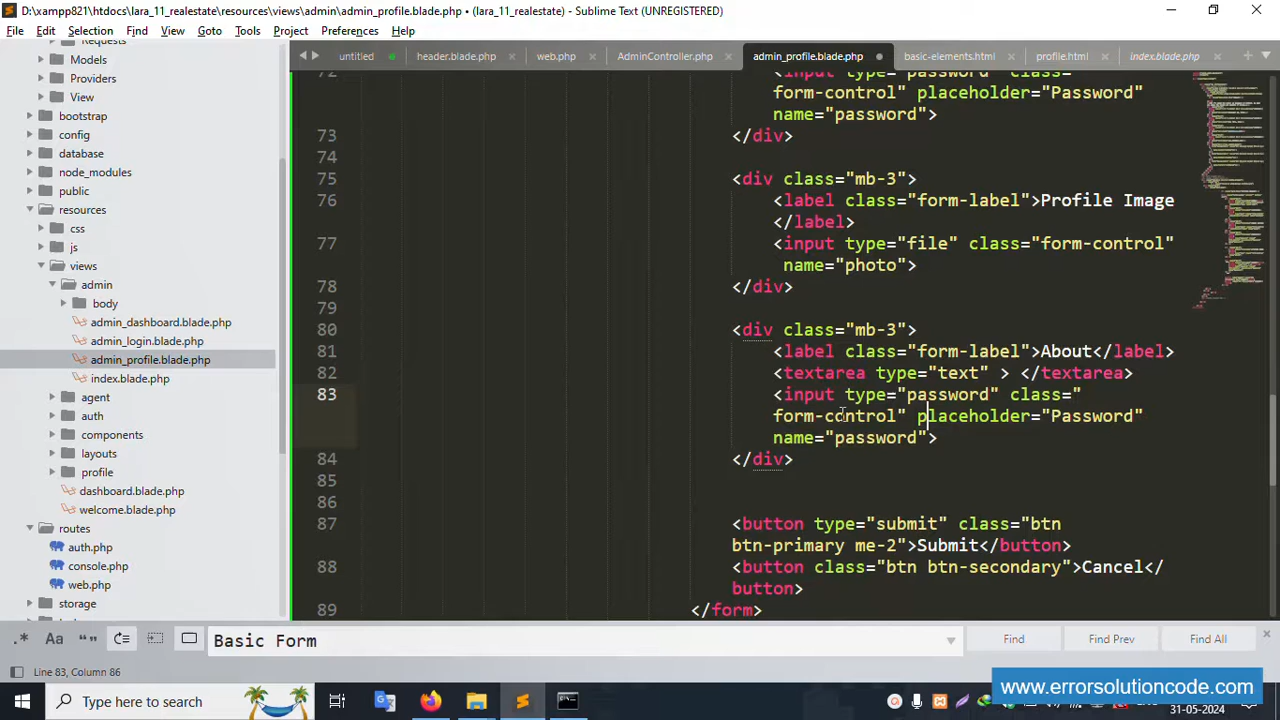 D:\xampp821\htdocs\lara_11_realestate\resources\views\admin\admin_profile.blade.php • (lara_11_realestate) - Sublime Text (UNREGISTERED)
File Edit Selection Find View Goto Tools Project Preferences Help
untitled header.blade.php web.php AdminController.php admin_profile.blade.php basic-elements.html profile.html index.blade.php
Requests
Models
Providers
View
bootstrap
config
database
node_modules
public
resources
css
js
views
admin
body
admin_dashboard.blade.php
admin_login.blade.php
admin_profile.blade.php
index.blade.php
agent
auth
components
layouts
profile
dashboard.blade.php
welcome.blade.php
routes
auth.php
console.php
web.php
storage
72 <input type="password" class="
form-control" placeholder="Password"
name="password">
73 </div>
74
75 <div class="mb-3">
76 <label class="form-label">Profile Image
</label>
77 <input type="file" class="form-control"
name="photo">
78 </div>
79
80 <div class="mb-3">
81 <label class="form-label">About</label>
82 <textarea type="text" > </textarea>
83 <input type="password" class="
form-control" placeholder="Password"
name="password">
84 </div>
85
86
87 <button type="submit" class="btn
btn-primary me-2">Submit</button>
88 <button class="btn btn-secondary">Cancel</
button>
89 </form>
.* Aa “” Basic Form Find Find Prev Find All
Line 83, Column 86
www.errorsolutioncode.com
Type here to search
31-05-2024